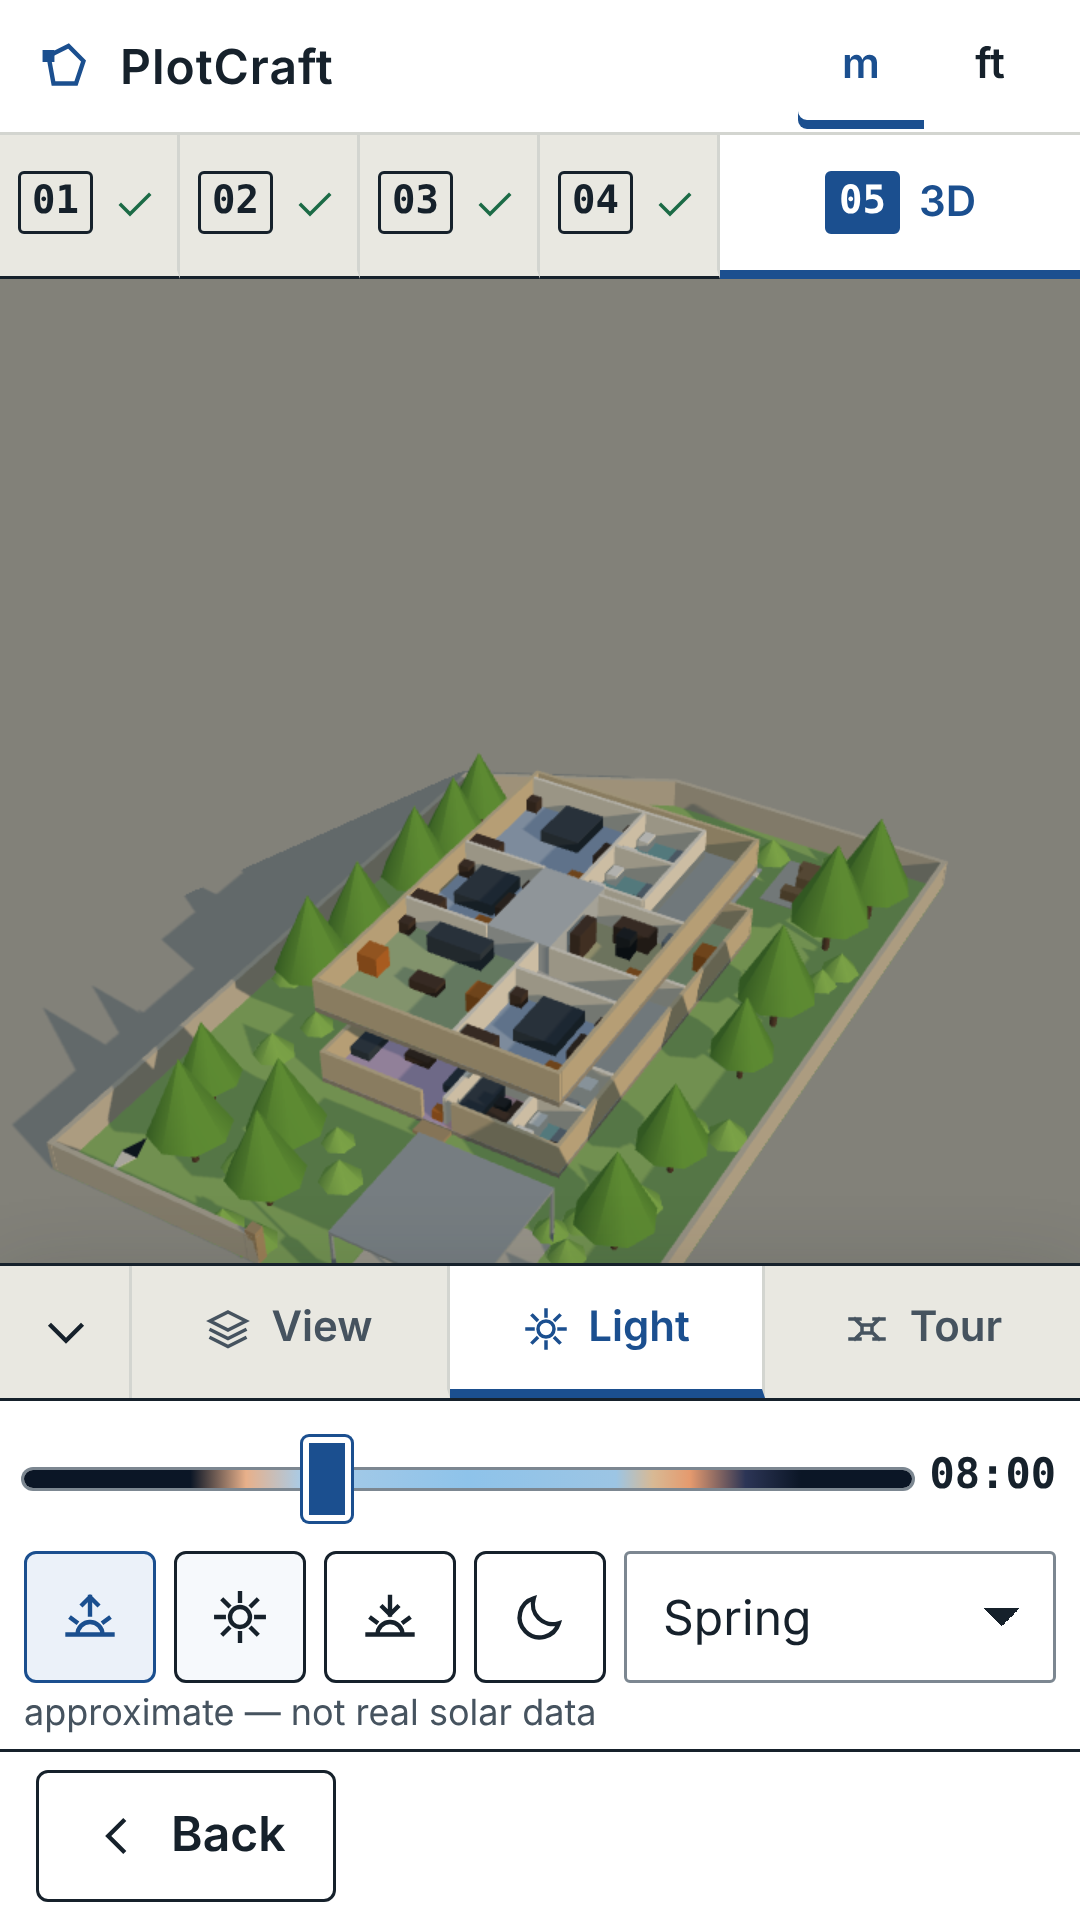 PlotCraft
m ft
01 02 03 04 05 3D
View Light Tour
08:00
Spring
approximate — not real solar data
Back